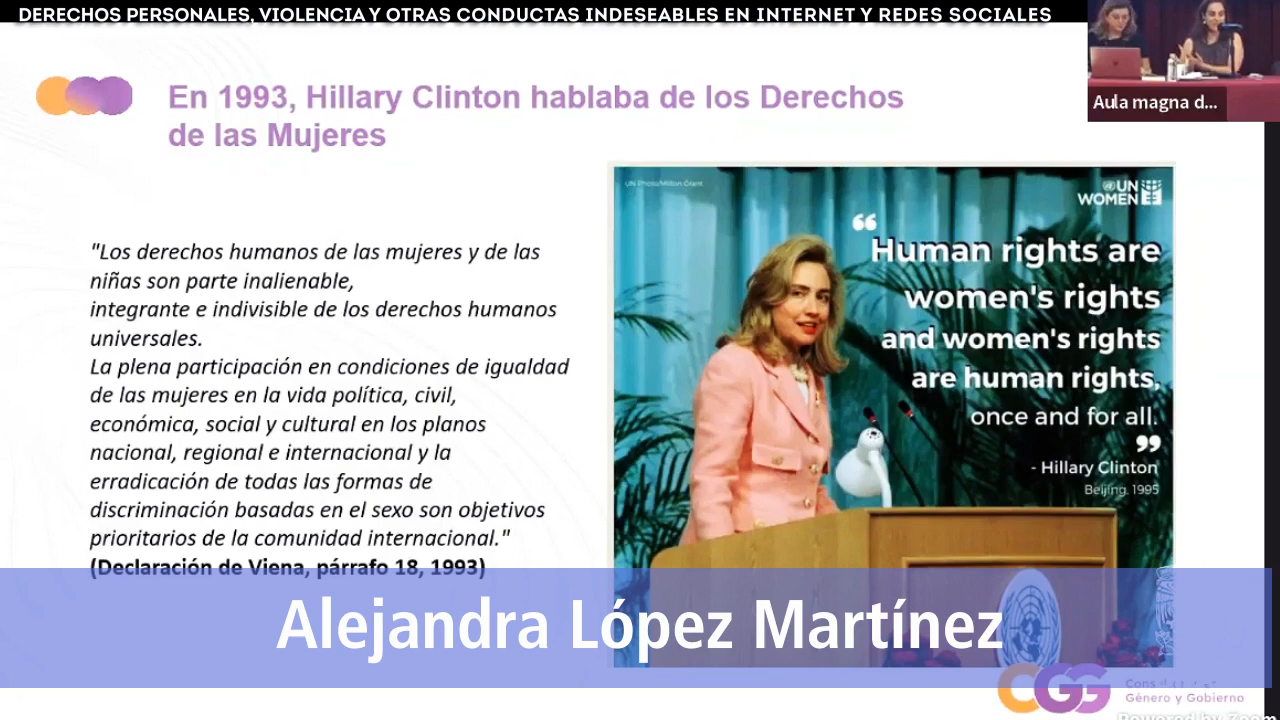 DERECHOS PERSONALES, VIOLENCIA Y OTRAS CONDUCTAS INDESEABLES EN INTERNET Y REDES SOCIALES
Aula magna d...
En 1993, Hillary Clinton hablaba de los Derechos
de las Mujeres
"Los derechos humanos de las mujeres y de las
niñas son parte inalienable,
integrante e indivisible de los derechos humanos
universales.
La plena participación en condiciones de igualdad
de las mujeres en la vida política, civil,
económica, social y cultural en los planos
nacional, regional e internacional y la
erradicación de todas las formas de
discriminación basadas en el sexo son objetivos
prioritarios de la comunidad internacional."
(Declaración de Viena, párrafo 18, 1993)
UN Photo/Milton Grant
UN
WOMEN
“Human rights are
women's rights
and women's rights
are human rights,
once and for all.
”
- Hillary Clinton
Beijing, 1995
Alejandra López Martínez
CGG
Género y Gobierno
Powered by Zoom